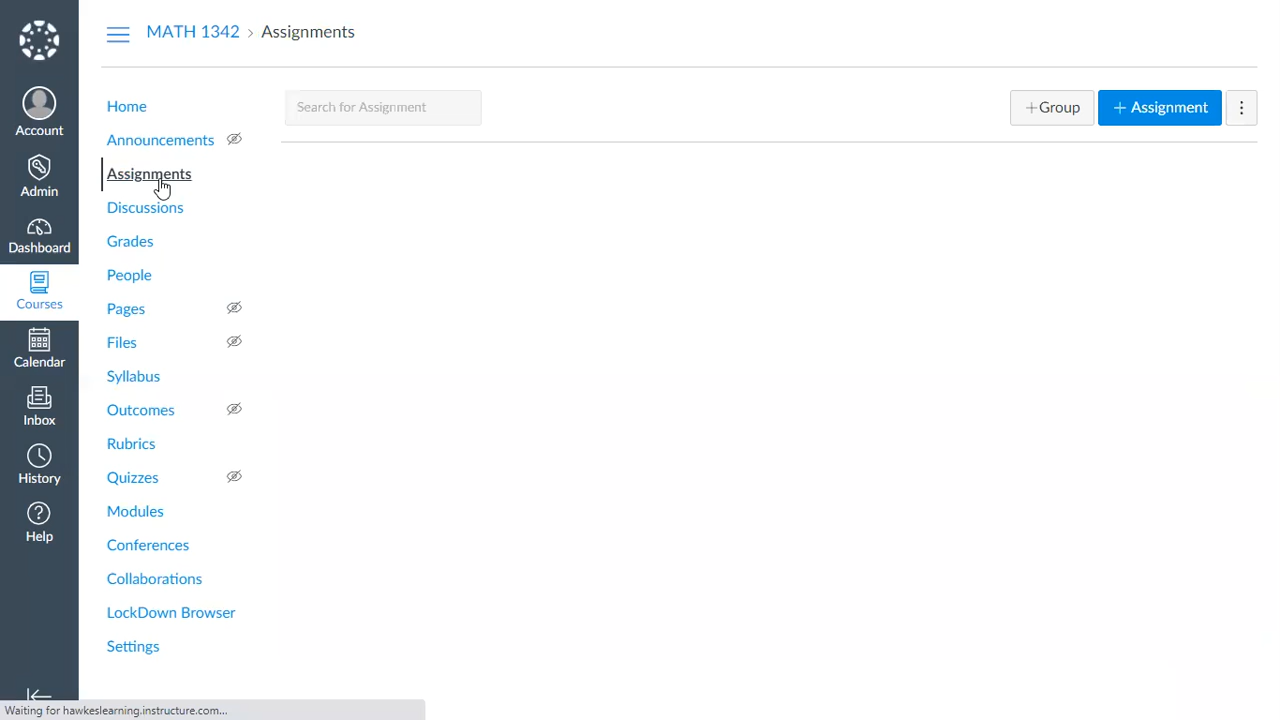 MATH 1342 > Assignments
Account
Admin
Dashboard
Courses
Calendar
Inbox
History
Help
Home
Announcements
Assignments
Discussions
Grades
People
Pages
Files
Syllabus
Outcomes
Rubrics
Quizzes
Modules
Conferences
Collaborations
LockDown Browser
Settings
Search for Assignment
+Group
+ Assignment
Waiting for hawkeslearning.instructure.com...